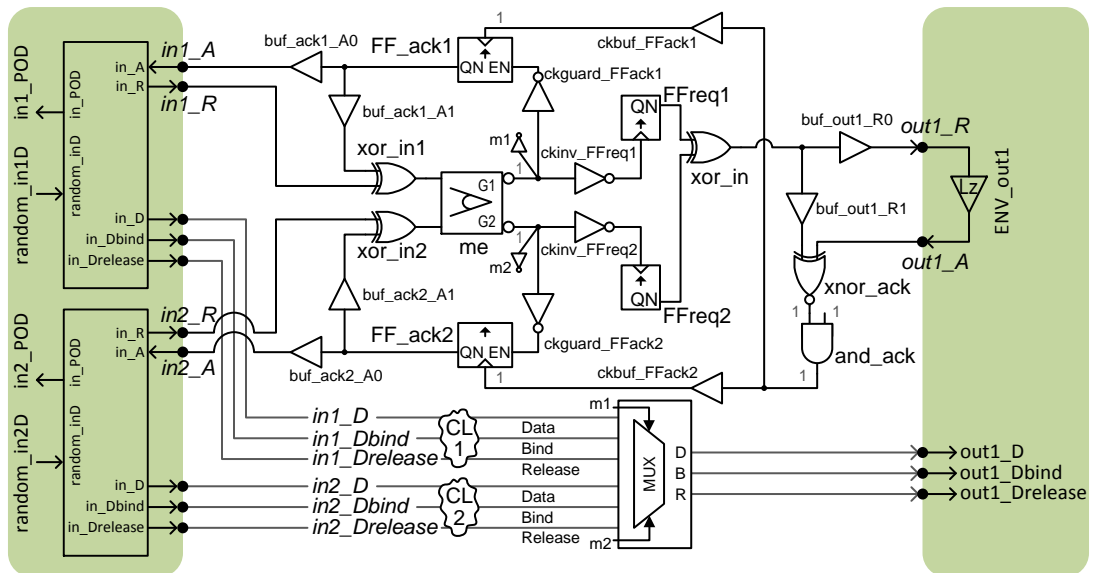 in1_POD
random_in1D
in_POD
random_inD
in_A
in_R
in_D
in_Dbind
in_Drelease
in1_A
in1_R
buf_ack1_A0
FF_ack1
QN EN
1
ckbuf_FFack1
ckguard_FFack1
buf_ack1_A1
xor_in1
m1
1
ckinv_FFreq1
FFreq1
QN
G1
G2
me
xor_in
buf_out1_R0
out1_R
Lz
ENV_out1
buf_out1_R1
out1_A
xnor_ack
1
1
and_ack
1
xor_in2
1
m2
ckinv_FFreq2
QN
FFreq2
buf_ack2_A1
in2_POD
random_in2D
in_POD
random_inD
in_R
in_A
in_D
in_Dbind
in_Drelease
in2_R
in2_A
buf_ack2_A0
FF_ack2
QN EN
1
ckguard_FFack2
ckbuf_FFack2
in1_D
in1_Dbind
in1_Drelease
CL
1
Data
Bind
Release
in2_D
in2_Dbind
in2_Drelease
CL
2
Data
Bind
Release
m1
MUX
m2
D
B
R
out1_D
out1_Dbind
out1_Drelease